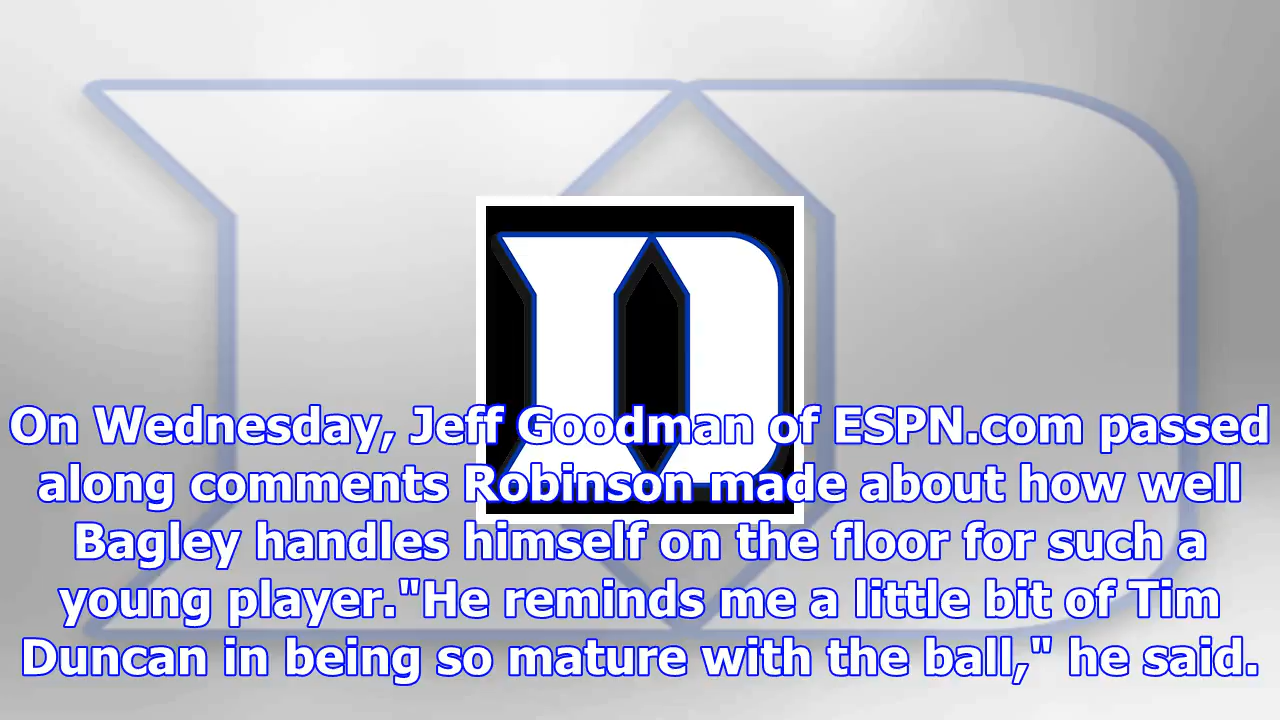 On Wednesday, Jeff Goodman of ESPN.com passed
along comments Robinson made about how well
Bagley handles himself on the floor for such a
young player."He reminds me a little bit of Tim
Duncan in being so mature with the ball," he said.